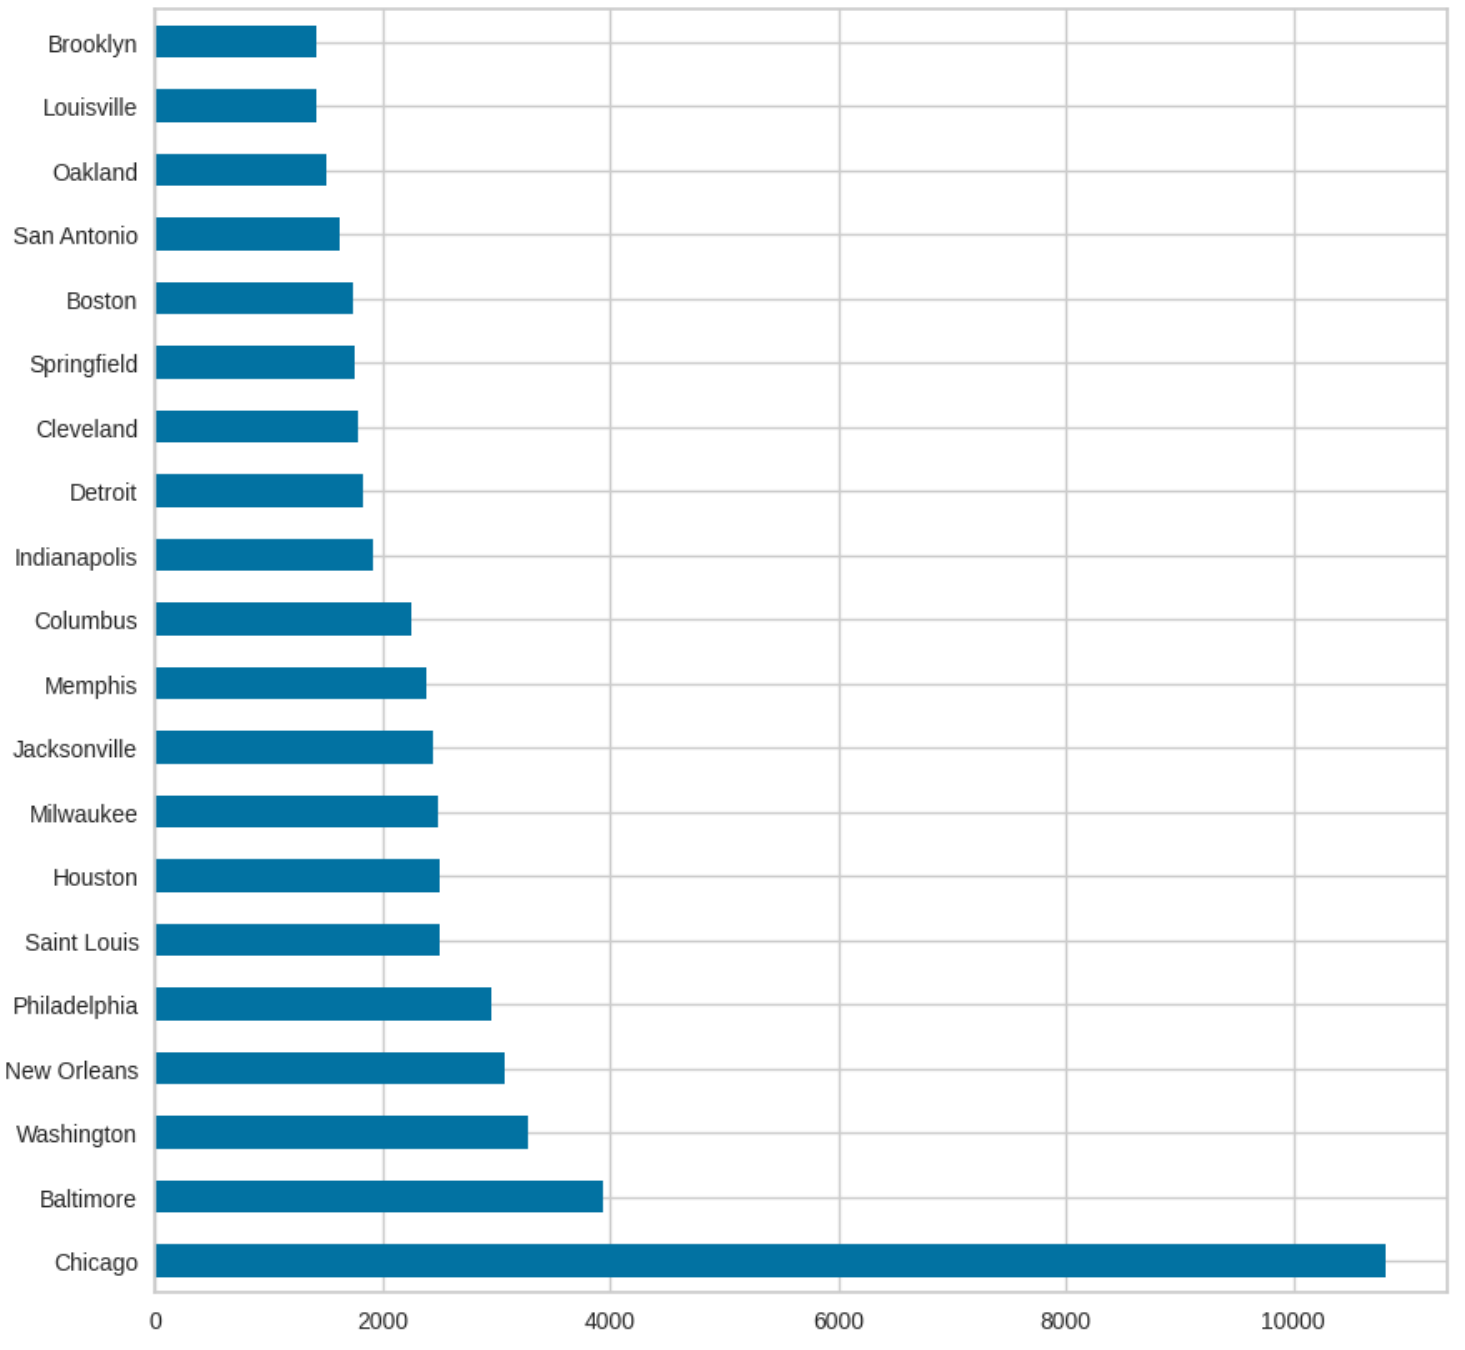 Brooklyn
Louisville
Oakland
San Antonio
Boston
Springfield
Cleveland
Detroit
Indianapolis
Columbus
Memphis
Jacksonville
Milwaukee
Houston
Saint Louis
Philadelphia
New Orleans
Washington
Baltimore
Chicago
0 2000 4000 6000 8000 10000